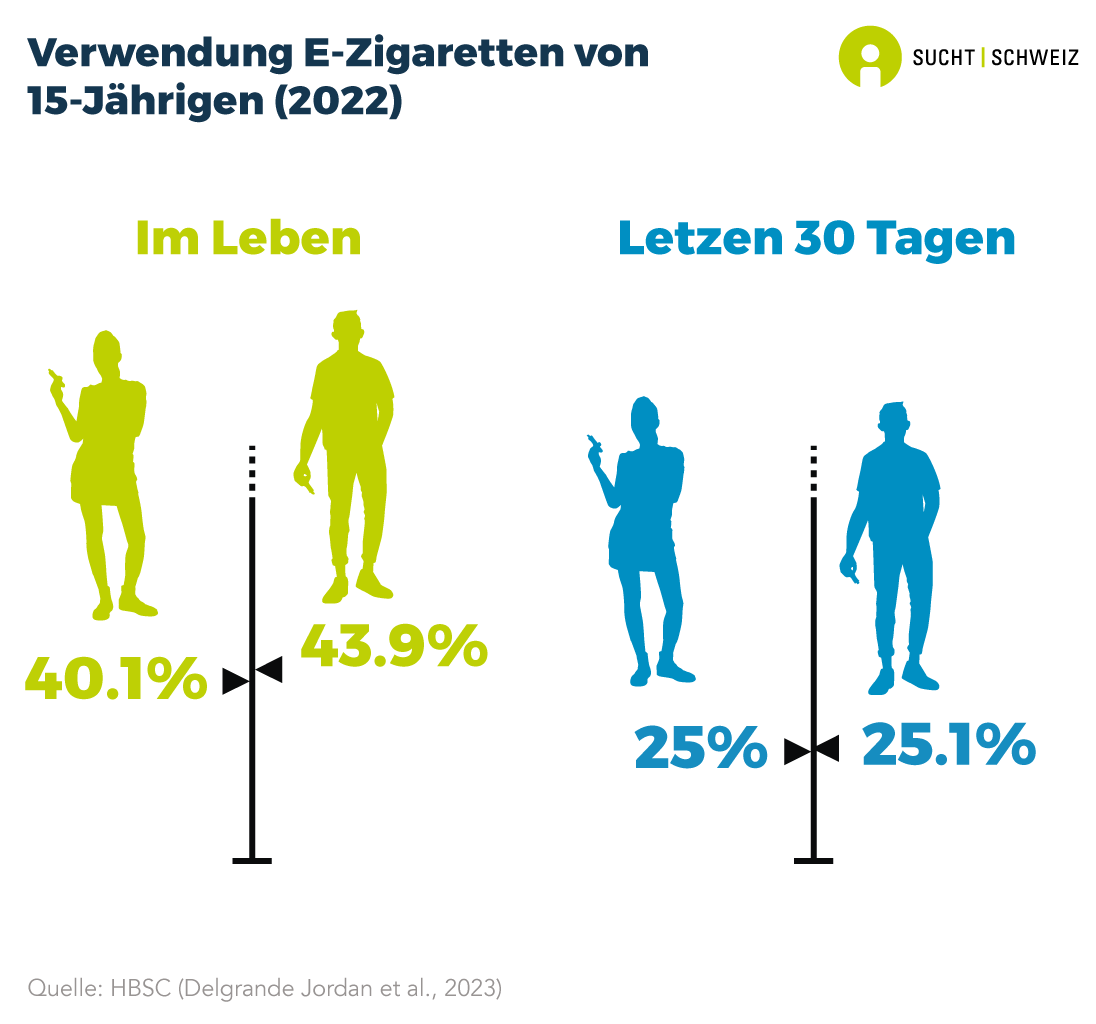 Verwendung E-Zigaretten von
15-Jährigen (2022)
SUCHT | SCHWEIZ
Im Leben
Letzen 30 Tagen
40.1%
43.9%
25%
25.1%
Quelle: HBSC (Delgrande Jordan et al., 2023)